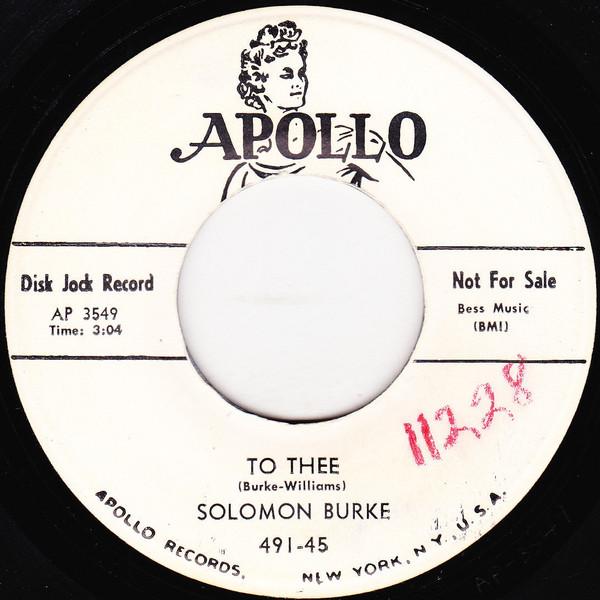 APOLLO
Disk Jock Record
AP 3549
Time: 3:04
Not For Sale
Bess Music
(BMI)
11228
TO THEE
(Burke-Williams)
SOLOMON BURKE
491-45
APOLLO RECORDS, NEW YORK, N.Y., U.S.A.